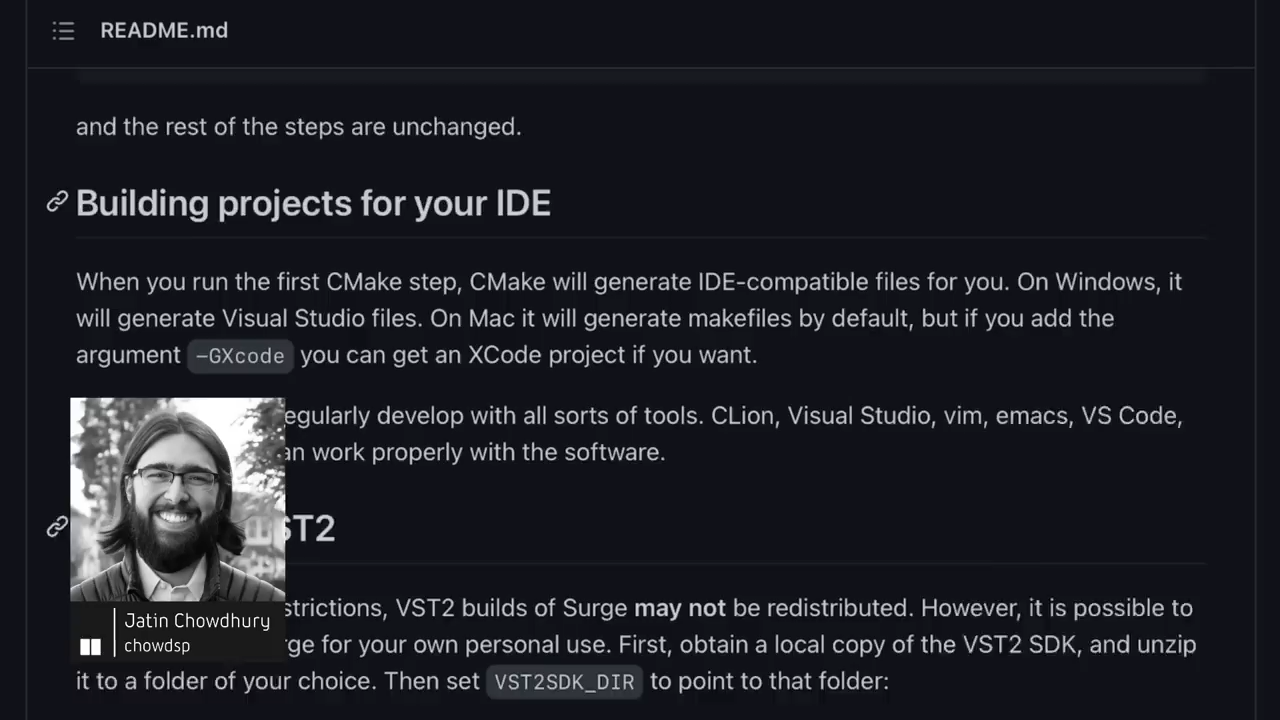 README.md
and the rest of the steps are unchanged.
Building projects for your IDE
When you run the first CMake step, CMake will generate IDE-compatible files for you. On Windows, it
will generate Visual Studio files. On Mac it will generate makefiles by default, but if you add the
argument -GXcode you can get an XCode project if you want.
egularly develop with all sorts of tools. CLion, Visual Studio, vim, emacs, VS Code,
an work properly with the software.
ST2
strictions, VST2 builds of Surge may not be redistributed. However, it is possible to
rge for your own personal use. First, obtain a local copy of the VST2 SDK, and unzip
it to a folder of your choice. Then set VST2SDK_DIR to point to that folder:
Jatin Chowdhury
chowdsp